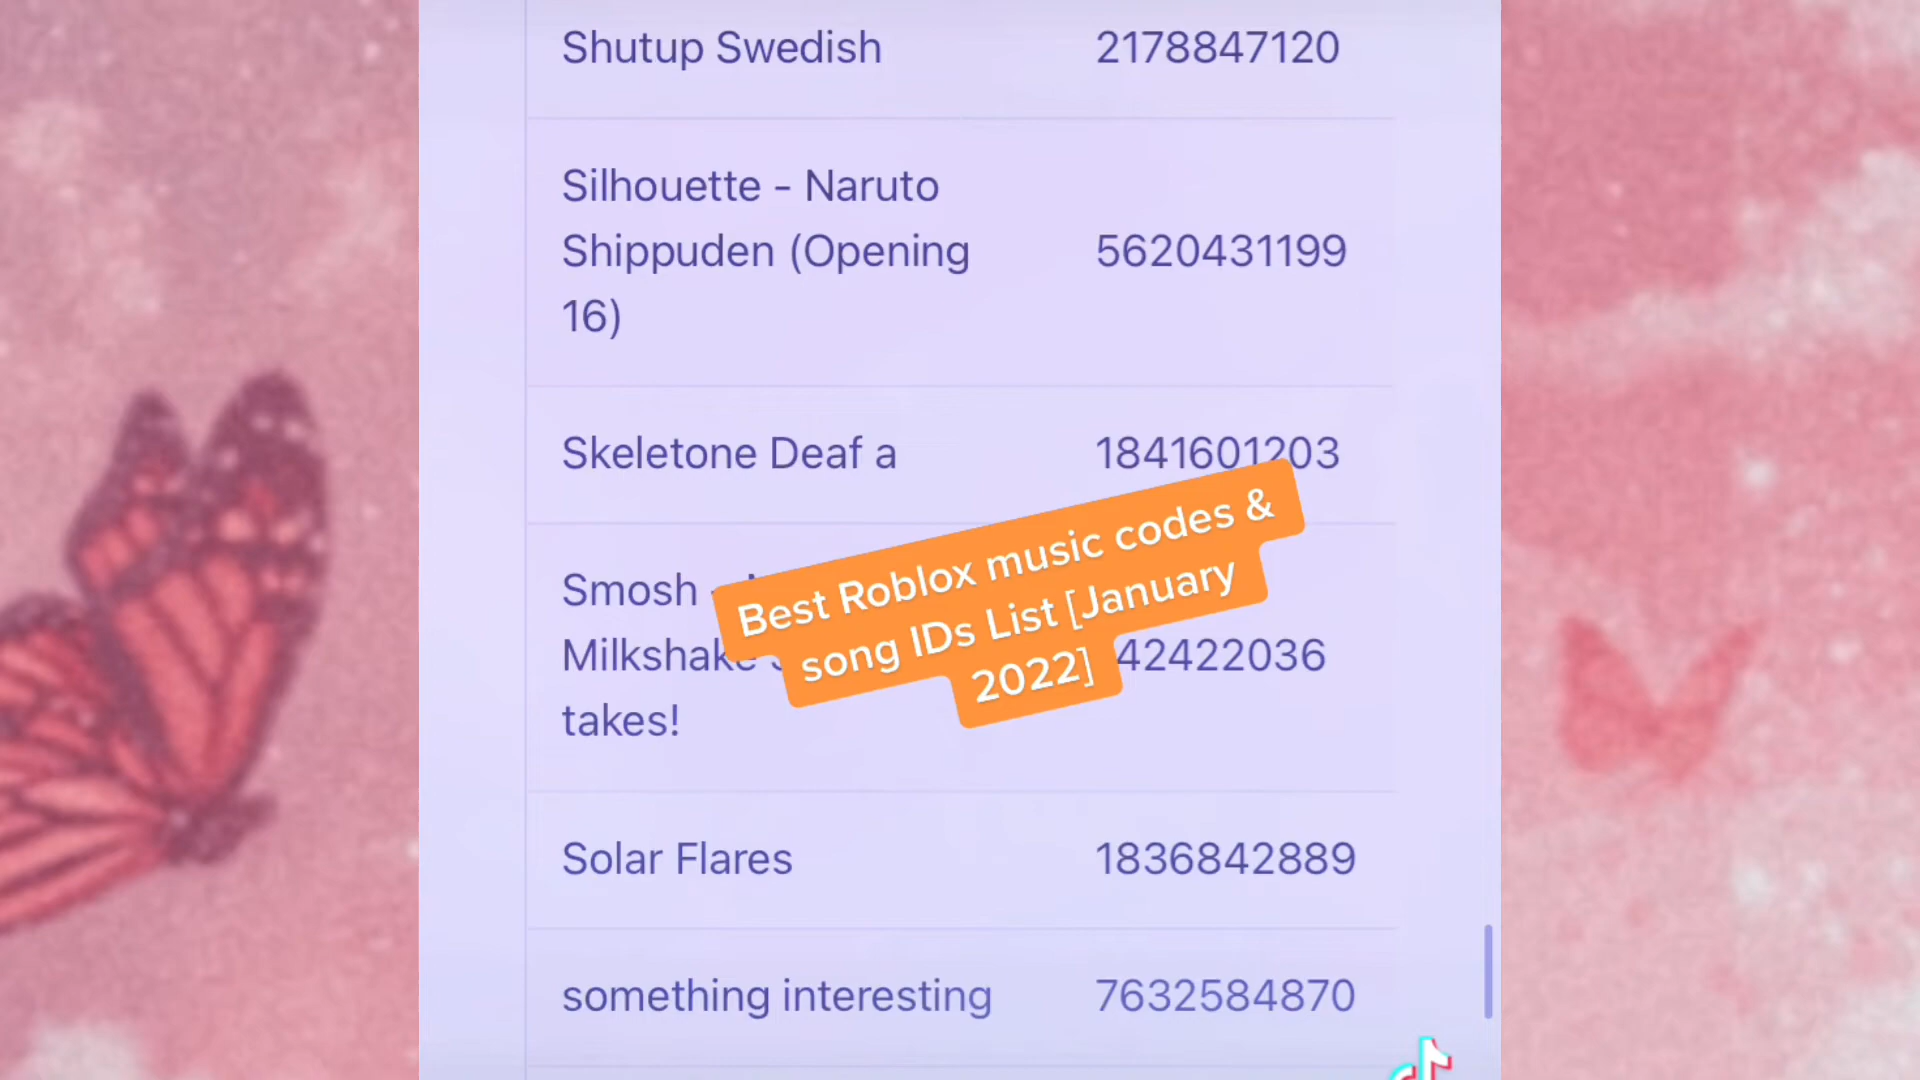 Shutup Swedish 2178847120
Silhouette - Naruto
Shippuden (Opening 5620431199
16)
Skeletone Deaf a 1841601203
Best Roblox music codes &
song IDs List [January
2022]
Smosh
Milkshake 42422036
takes!
Solar Flares 1836842889
something interesting 7632584870